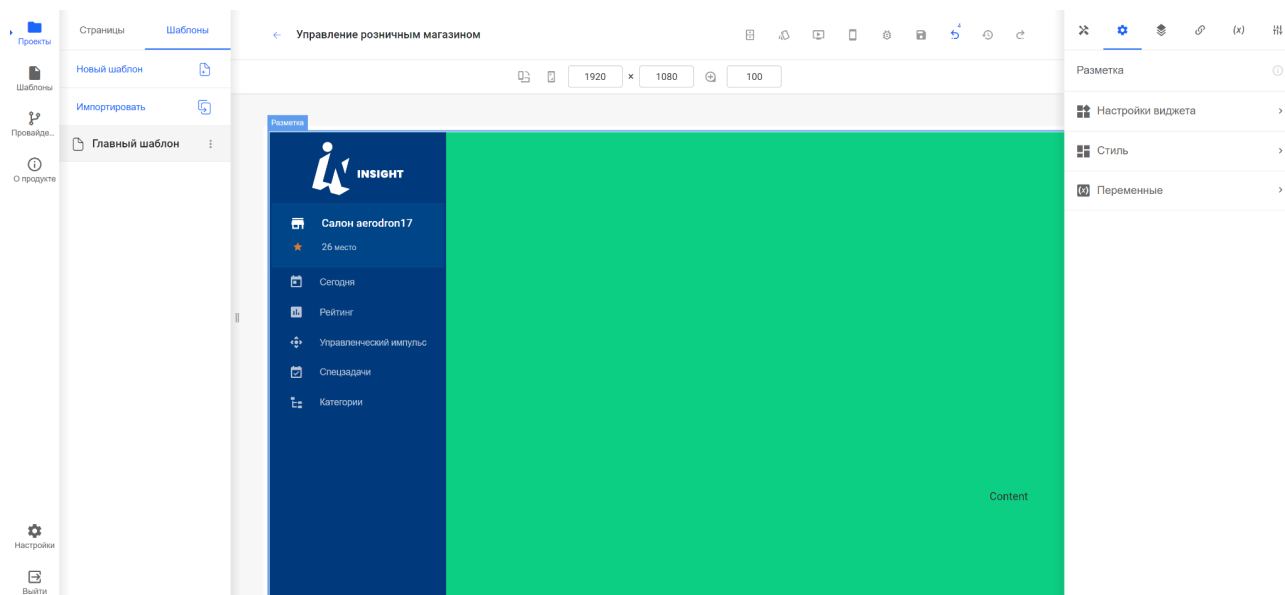 Проекты
Шаблоны
Провайде...
О продукте
Настройки
Выйти
Страницы
Шаблоны
Новый шаблон
Импортировать
Главный шаблон
Управление розничным магазином
4
1920 × 1080
100
Разметка
INSIGHT
Салон aerodron17
26 место
Сегодня
Рейтинг
Управленческий импульс
Спецзадачи
Категории
Content
(x)
Разметка
Настройки виджета
Стиль
(x) Переменные